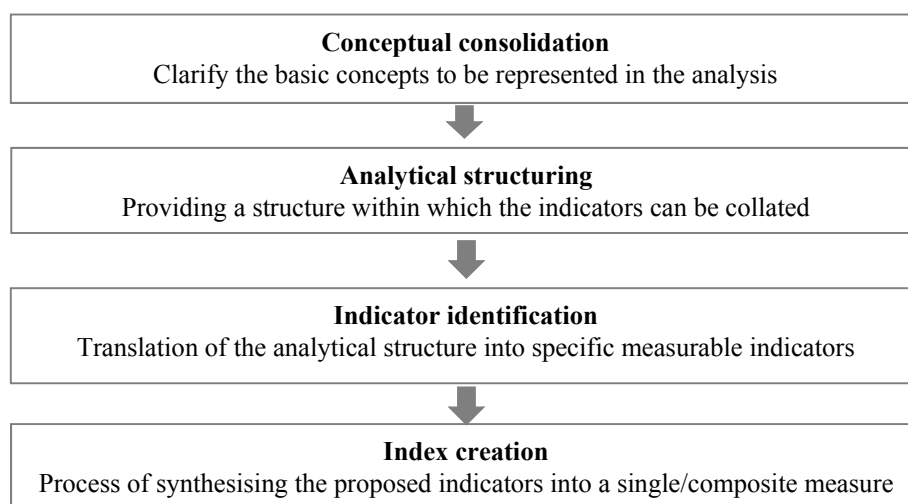 Conceptual consolidation
Clarify the basic concepts to be represented in the analysis
Analytical structuring
Providing a structure within which the indicators can be collated
Indicator identification
Translation of the analytical structure into specific measurable indicators
Index creation
Process of synthesising the proposed indicators into a single/composite measure